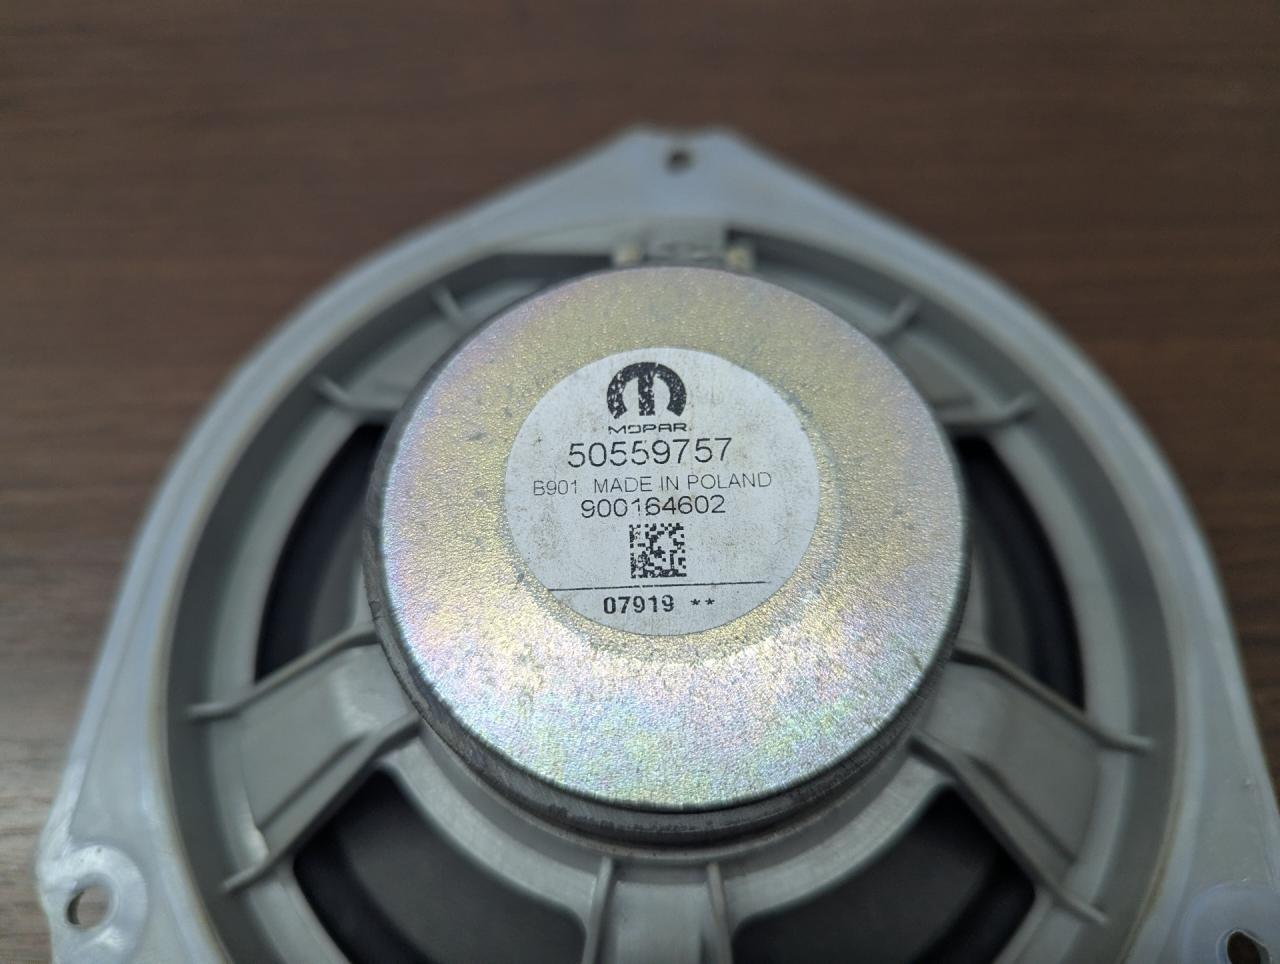 MOPAR
50559757
B901 MADE IN POLAND
900164602
07919 **